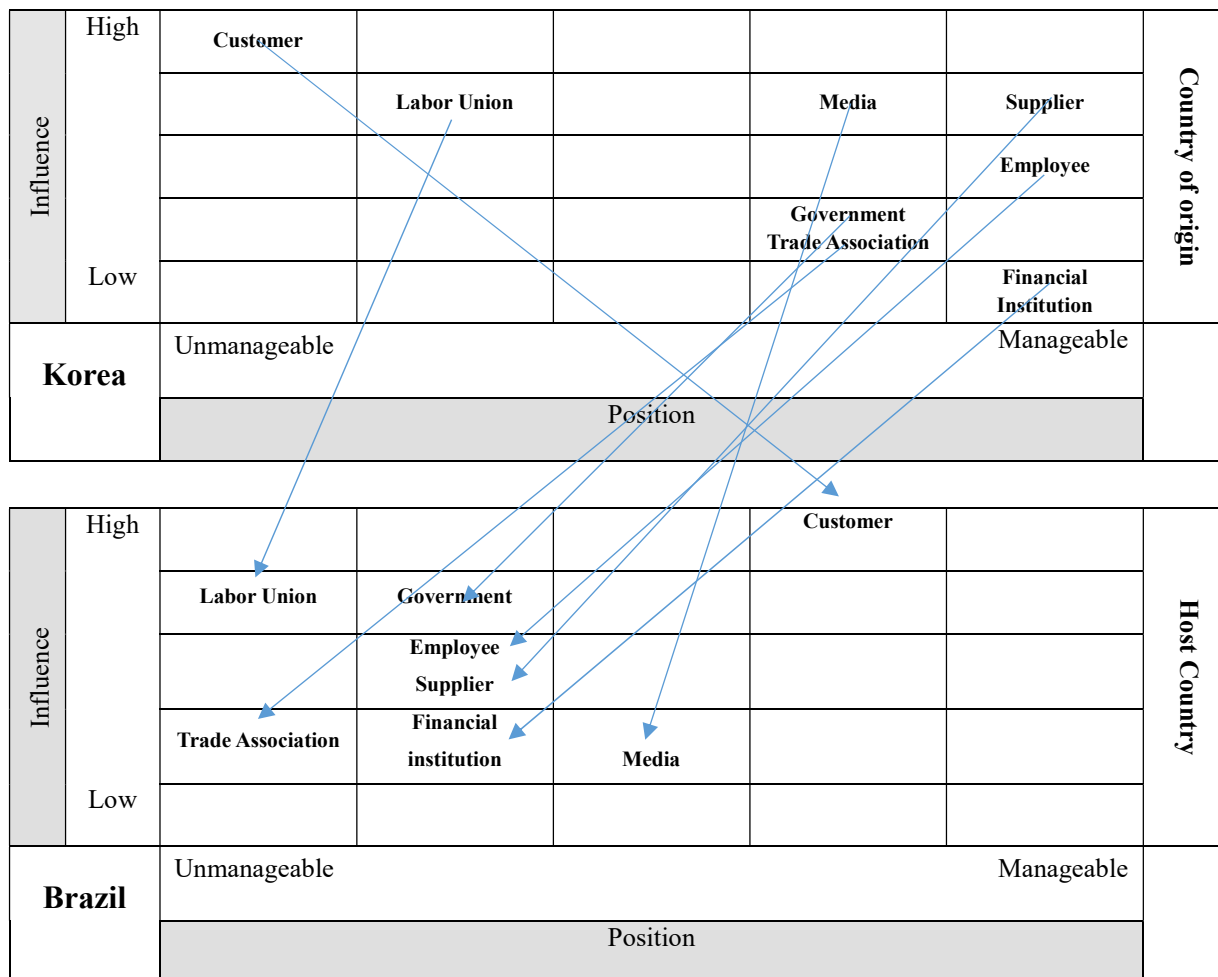 High
Customer
Labor Union
Media
Supplier
Influence
Employee
Country of origin
Government
Trade Association
Low
Financial
Institution
Korea
Unmanageable
Manageable
Position
High
Customer
Labor Union
Government
Employee
Supplier
Influence
Host Country
Trade Association
Financial
institution
Media
Low
Brazil
Unmanageable
Manageable
Position